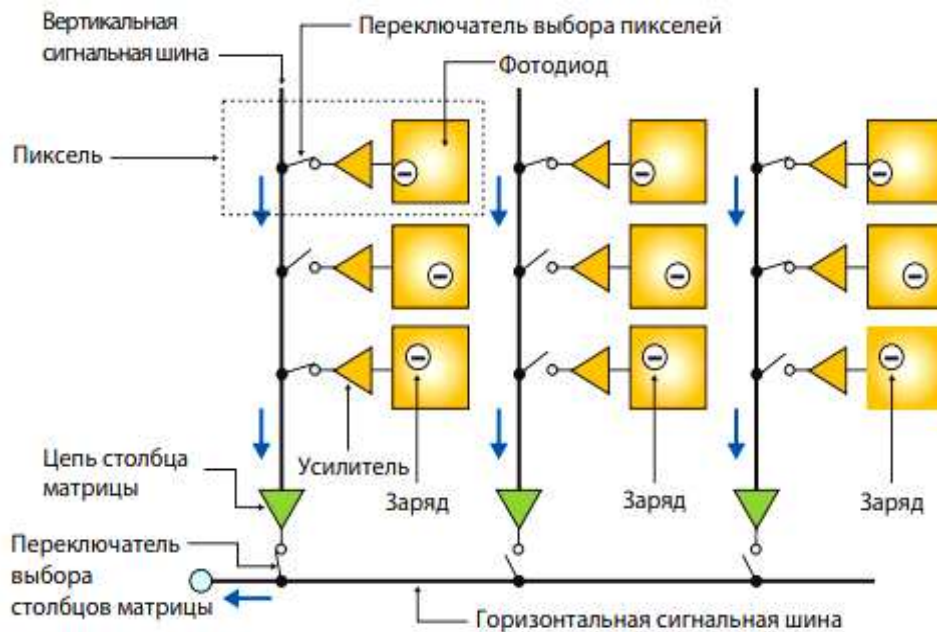 Вертикальная
сигнальная шина
Переключатель выбора пикселей
Фотодиод
Пиксель
Цепь столбца
матрицы
Усилитель
Заряд
Заряд
Заряд
Переключатель
выбора
столбцов матрицы
Горизонтальная сигнальная шина